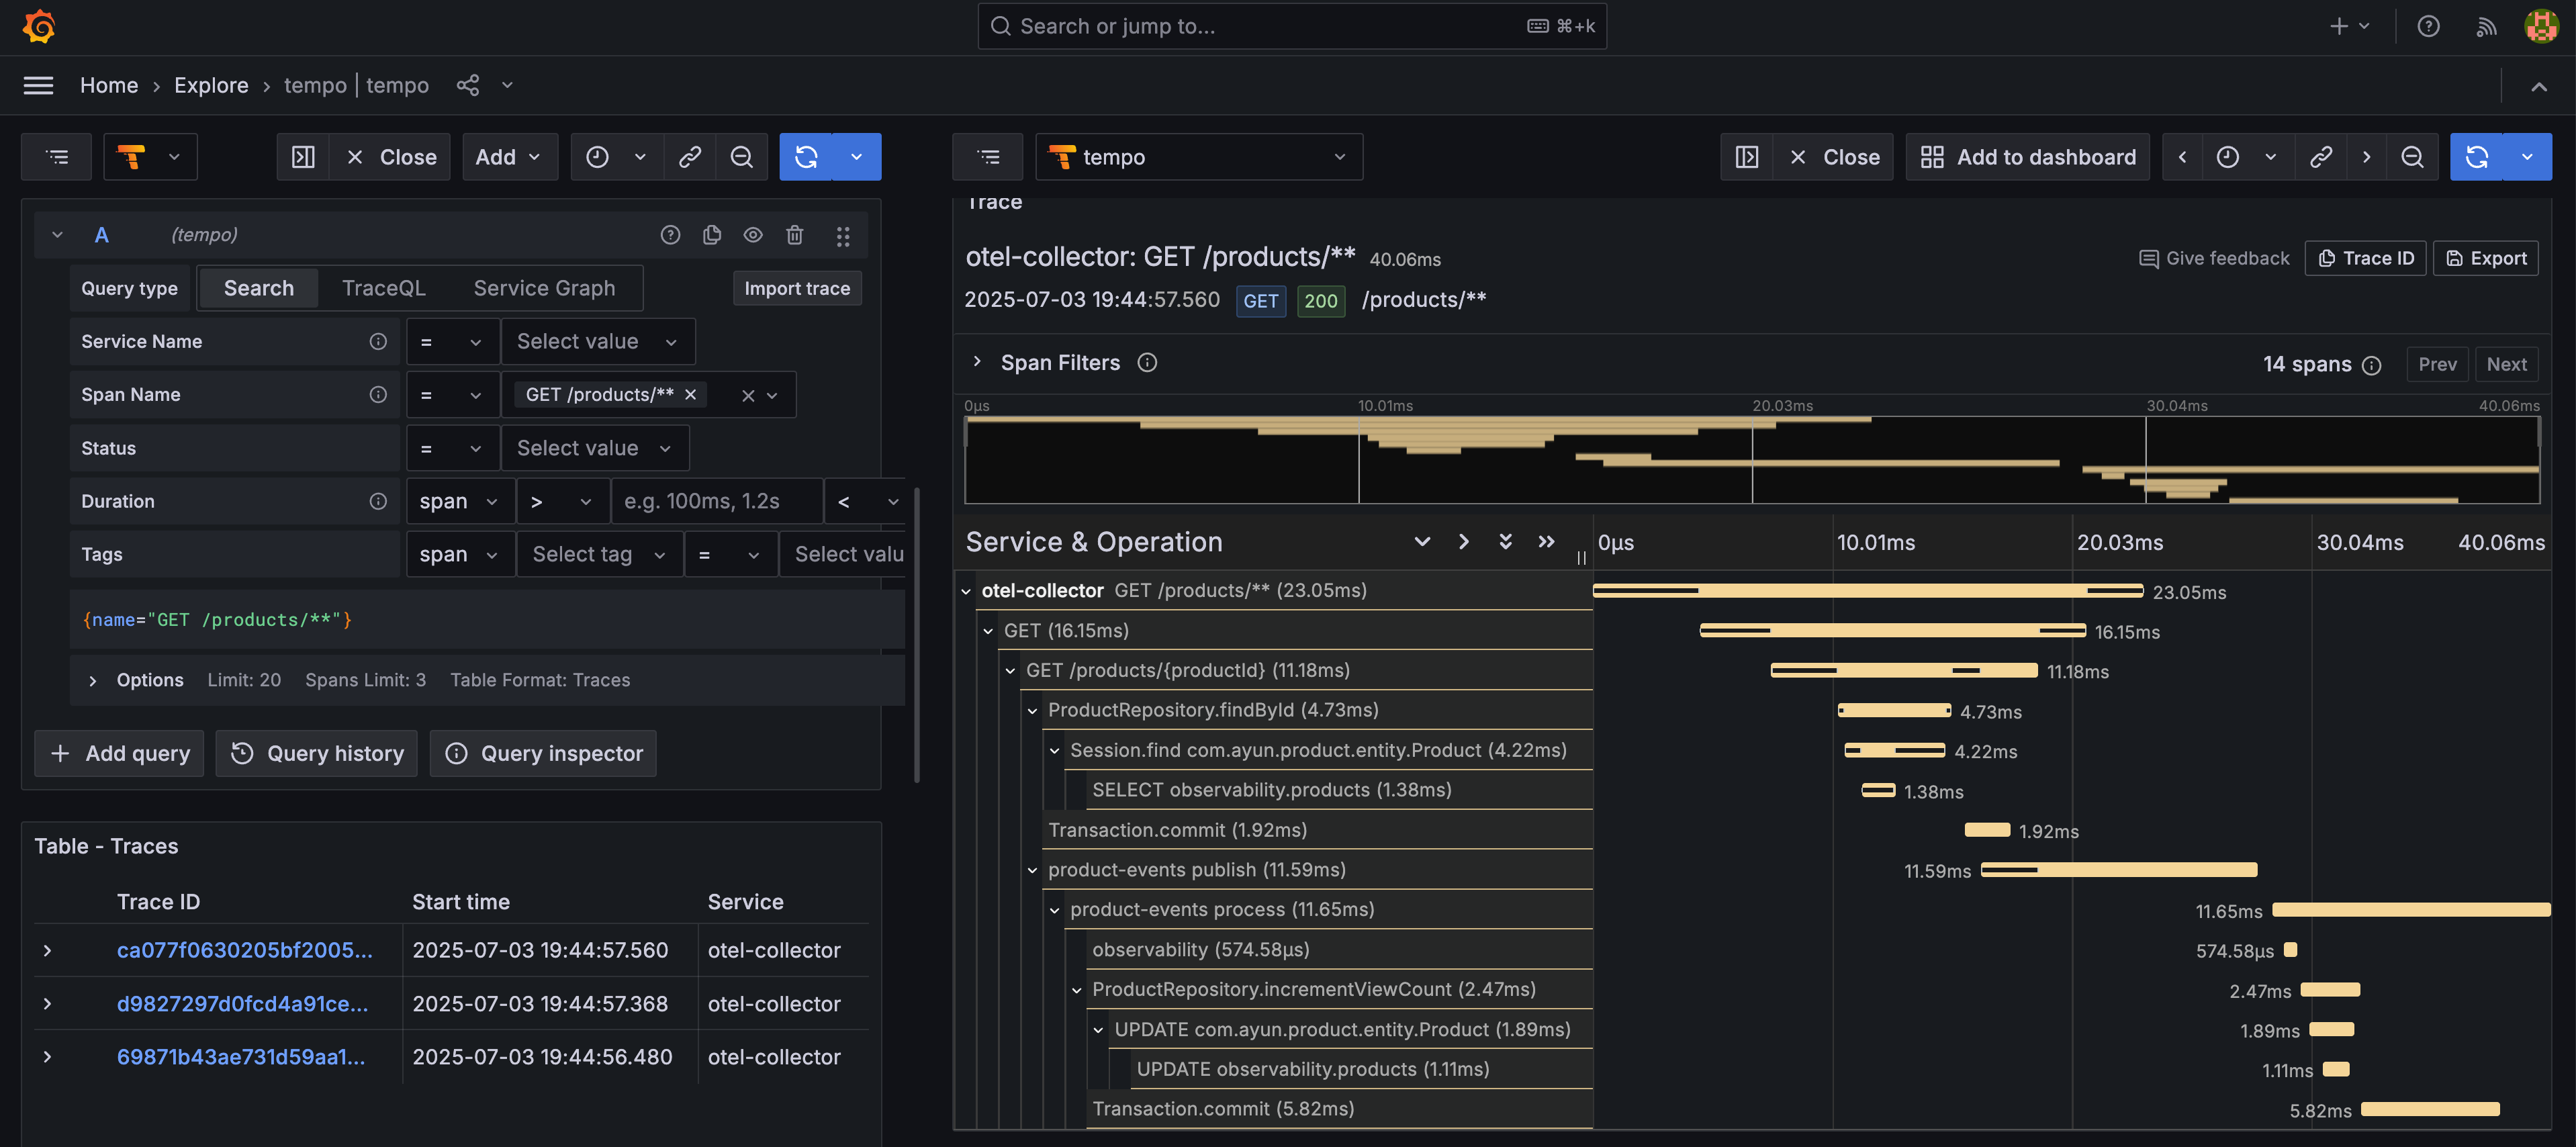 Search or jump to...
⌘+k
Home › Explore › tempo | tempo
Close
Add
tempo
Close
Add to dashboard
A
(tempo)
Query type
Search
TraceQL
Service Graph
Import trace
Service Name
=
Select value
Span Name
=
GET /products/**
Status
=
Select value
Duration
span
>
e.g. 100ms, 1.2s
<
Tags
span
Select tag
=
Select valu
{name="GET /products/**"}
Options
Limit: 20
Spans Limit: 3
Table Format: Traces
Add query
Query history
Query inspector
Table - Traces
Trace ID
Start time
Service
ca077f0630205bf2005...
2025-07-03 19:44:57.560
otel-collector
d9827297d0fcd4a91ce...
2025-07-03 19:44:57.368
otel-collector
69871b43ae731d59aa1...
2025-07-03 19:44:56.480
otel-collector
Trace
otel-collector: GET /products/** 40.06ms
Give feedback
Trace ID
Export
2025-07-03 19:44:57.560
GET
200
/products/**
Span Filters
14 spans
Prev
Next
0μs
10.01ms
20.03ms
30.04ms
40.06ms
Service & Operation
0μs
10.01ms
20.03ms
30.04ms
40.06ms
otel-collector GET /products/** (23.05ms)
23.05ms
GET (16.15ms)
16.15ms
GET /products/{productId} (11.18ms)
11.18ms
ProductRepository.findById (4.73ms)
4.73ms
Session.find com.ayun.product.entity.Product (4.22ms)
4.22ms
SELECT observability.products (1.38ms)
1.38ms
Transaction.commit (1.92ms)
1.92ms
product-events publish (11.59ms)
11.59ms
product-events process (11.65ms)
11.65ms
observability (574.58μs)
574.58μs
ProductRepository.incrementViewCount (2.47ms)
2.47ms
UPDATE com.ayun.product.entity.Product (1.89ms)
1.89ms
UPDATE observability.products (1.11ms)
1.11ms
Transaction.commit (5.82ms)
5.82ms